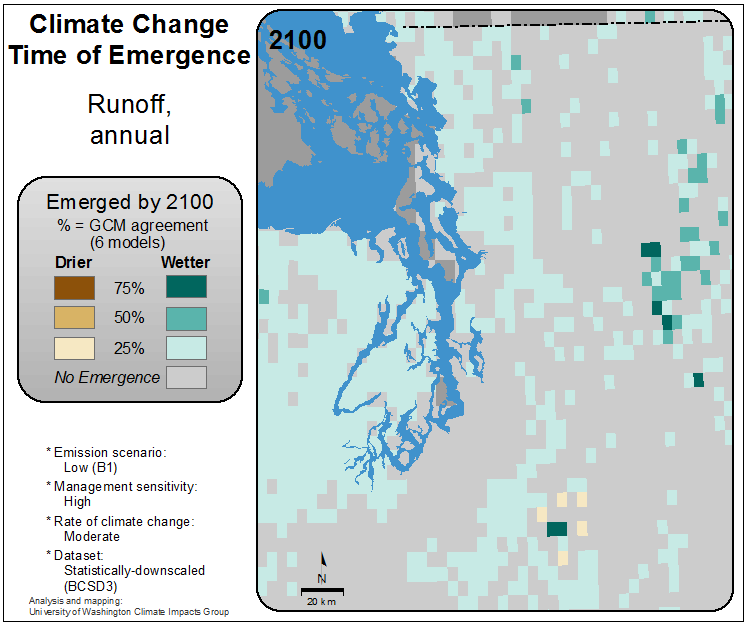 Climate Change
Time of Emergence
Runoff,
annual
Emerged by 2100
% = GCM agreement
(6 models)
Drier Wetter
75%
50%
25%
No Emergence
* Emission scenario:
Low (B1)
* Management sensitivity:
High
* Rate of climate change:
Moderate
* Dataset:
Statistically-downscaled
(BCSD3)
Analysis and mapping:
University of Washington Climate Impacts Group
2100
N
20 km